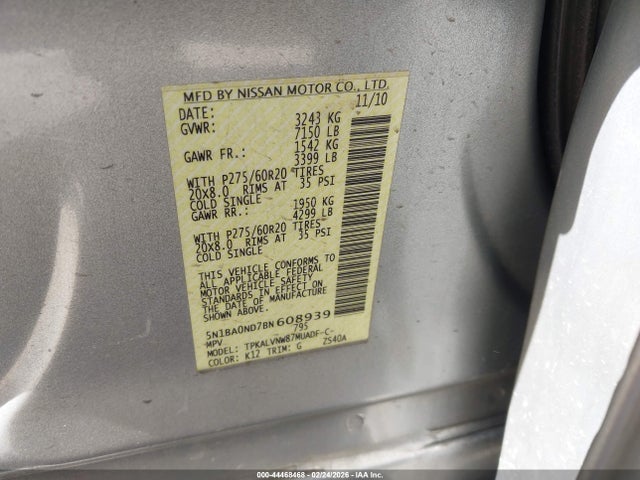 MFD BY NISSAN MOTOR CO., LTD.
DATE: 11/10
GVWR: 3243 KG
7150 LB
GAWR FR.: 1542 KG
3399 LB
WITH P275/60R20 TIRES
20X8.0 RIMS AT 35 PSI
COLD SINGLE
GAWR RR.: 1950 KG
4299 LB
WITH P275/60R20 TIRES
20X8.0 RIMS AT 35 PSI
COLD SINGLE
THIS VEHICLE CONFORMS TO
ALL APPLICABLE FEDERAL
MOTOR VEHICLE SAFETY
STANDARDS IN EFFECT ON
THE DATE OF MANUFACTURE
SHOWN ABOVE.
5N1BA0ND7BN608939
MPV 795
TPKALVNW87MUADF-C-
COLOR: K12 TRIM: G ZS40A
000-44468468 - 02/24/2026 - IAA Inc.